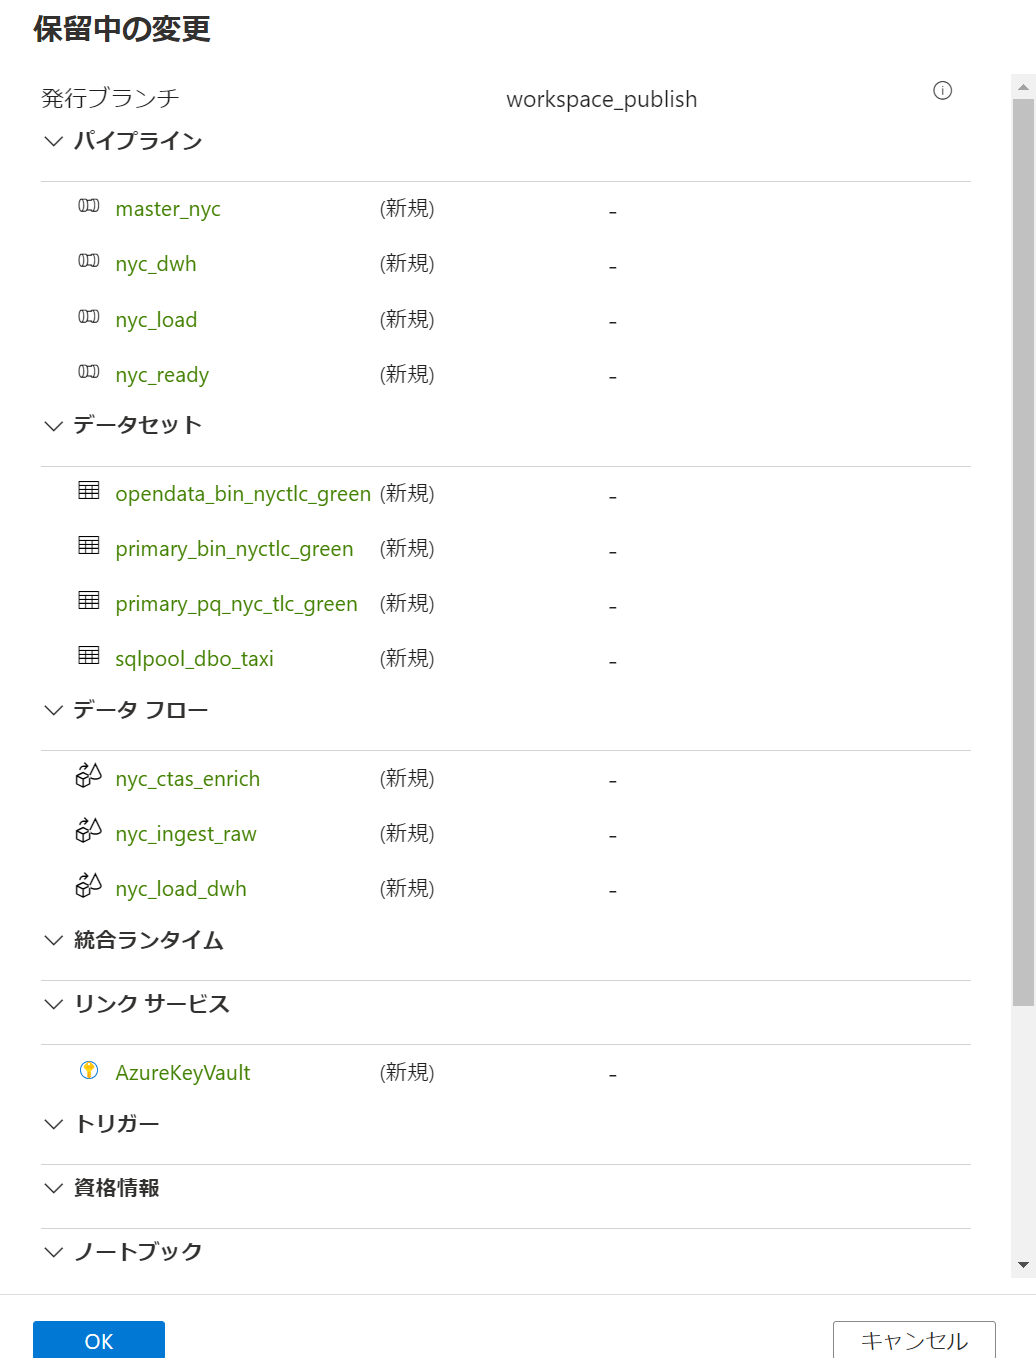 保留中の変更
発行ブランチ workspace_publish
パイプライン
master_nyc (新規) -
nyc_dwh (新規) -
nyc_load (新規) -
nyc_ready (新規) -
データセット
opendata_bin_nyctlc_green (新規) -
primary_bin_nyctlc_green (新規) -
primary_pq_nyc_tlc_green (新規) -
sqlpool_dbo_taxi (新規) -
データ フロー
nyc_ctas_enrich (新規) -
nyc_ingest_raw (新規) -
nyc_load_dwh (新規) -
統合ランタイム
リンク サービス
AzureKeyVault (新規) -
トリガー
資格情報
ノートブック
OK キャンセル